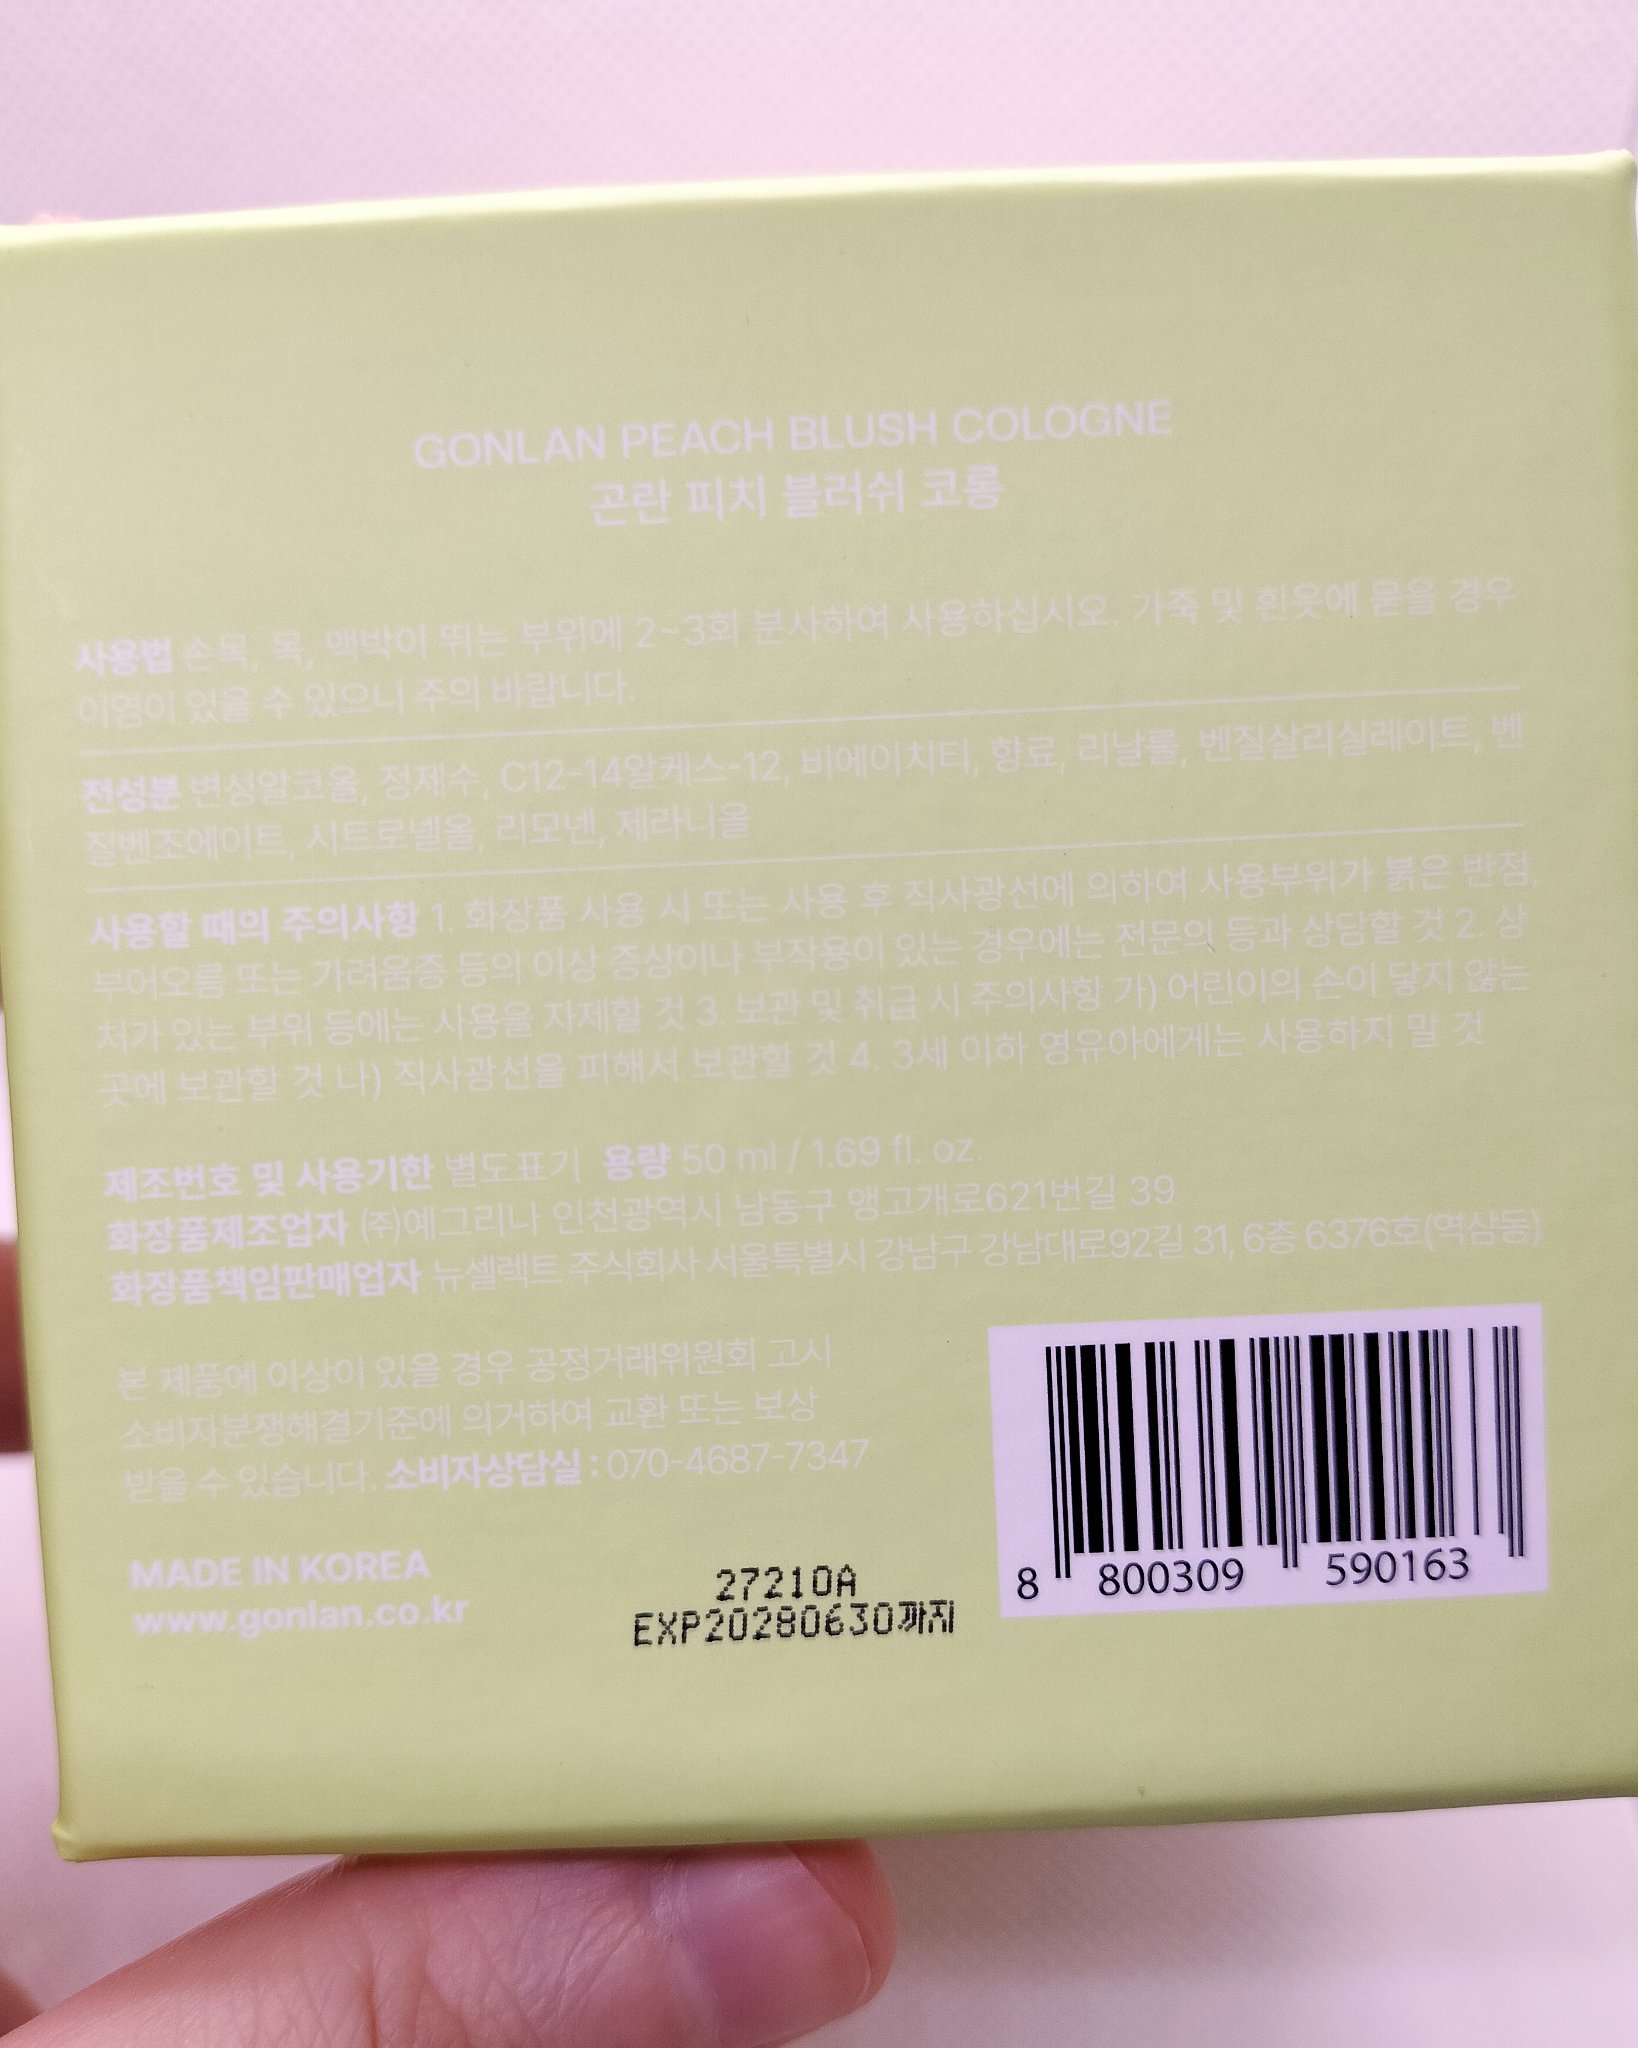 GONLAN PEACH BLUSH COLOGNE
곤란 피치 블러쉬 코롱
사용법 손목, 목, 맥박이 뛰는 부위에 2~3회 분사하여 사용하십시오. 가죽 및 흰옷에 묻을 경우
이염이 있을 수 있으니 주의 바랍니다.
전성분 변성알코올, 정제수, C12-14알케스-12, 비에이치티, 향료, 리날룰, 벤질살리실레이트, 벤
질벤조에이트, 시트로넬올, 리모넨, 제라니올
사용할 때의 주의사항 1. 화장품 사용 시 또는 사용 후 직사광선에 의하여 사용부위가 붉은 반점,
부어오름 또는 가려움증 등의 이상 증상이나 부작용이 있는 경우에는 전문의 등과 상담할 것 2. 상
처가 있는 부위 등에는 사용을 자제할 것 3. 보관 및 취급 시 주의사항 가) 어린이의 손이 닿지 않는
곳에 보관할 것 나) 직사광선을 피해서 보관할 것 4. 3세 이하 영유아에게는 사용하지 말 것
제조번호 및 사용기한 별도표기 용량 50 ml / 1.69 fl. oz.
화장품제조업자 ㈜예그리나 인천광역시 남동구 앵고개로621번길 39
화장품책임판매업자 뉴셀렉트 주식회사 서울특별시 강남구 강남대로92길 31, 6층 6376호(역삼동)
본 제품에 이상이 있을 경우 공정거래위원회 고시
소비자분쟁해결기준에 의거하여 교환 또는 보상
받을 수 있습니다. 소비자상담실 : 070-4687-7347
MADE IN KOREA
www.gonlan.co.kr
27210A
EXP20280630까지
8 800309 590163